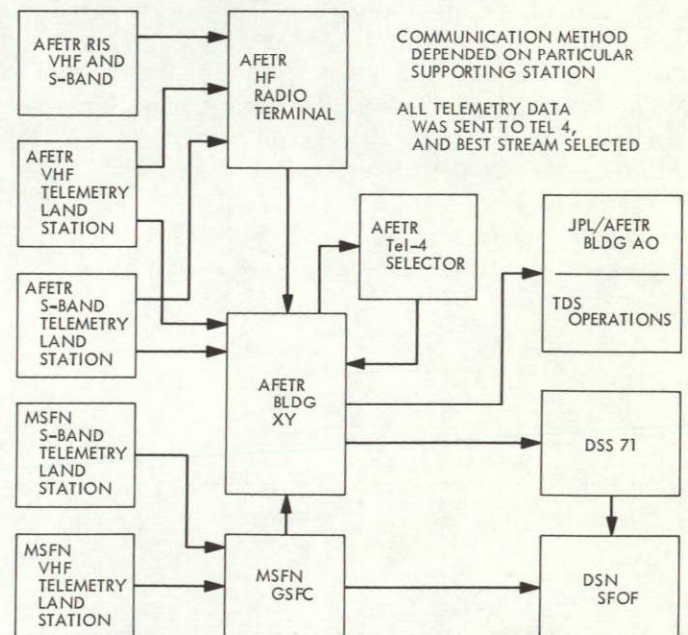 AFETR RIS
VHF AND
S-BAND
AFETR
HF
RADIO
TERMINAL
COMMUNICATION METHOD
DEPENDED ON PARTICULAR
SUPPORTING STATION
ALL TELEMETRY DATA
WAS SENT TO TEL 4,
AND BEST STREAM SELECTED
AFETR
VHF
TELEMETRY
LAND
STATION
AFETR
Tel-4
SELECTOR
JPL/AFETR
BLDG AO
TDS
OPERATIONS
AFETR
S-BAND
TELEMETRY
LAND
STATION
AFETR
BLDG
XY
MSFN
S-BAND
TELEMETRY
LAND
STATION
DSS 71
MSFN
VHF
TELEMETRY
LAND
STATION
MSFN
GSFC
DSN
SFOF